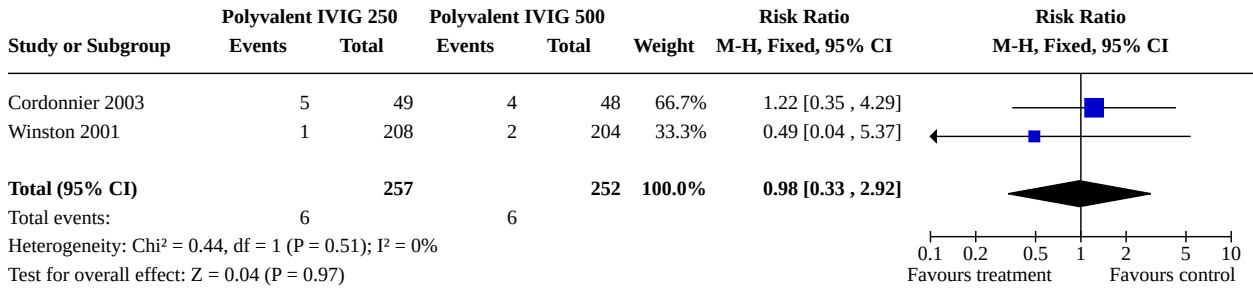 Polyvalent IVIG 250 Polyvalent IVIG 500 Risk Ratio Risk Ratio
Study or Subgroup Events Total Events Total Weight M-H, Fixed, 95% CI M-H, Fixed, 95% CI
Cordonnier 2003 5 49 4 48 66.7% 1.22 [0.35 , 4.29]
Winston 2001 1 208 2 204 33.3% 0.49 [0.04 , 5.37]
Total (95% CI) 257 252 100.0% 0.98 [0.33 , 2.92]
Total events: 6 6
Heterogeneity: Chi² = 0.44, df = 1 (P = 0.51); I² = 0%
0.1 0.2 0.5 1 2 5 10
Test for overall effect: Z = 0.04 (P = 0.97) Favours treatment Favours control